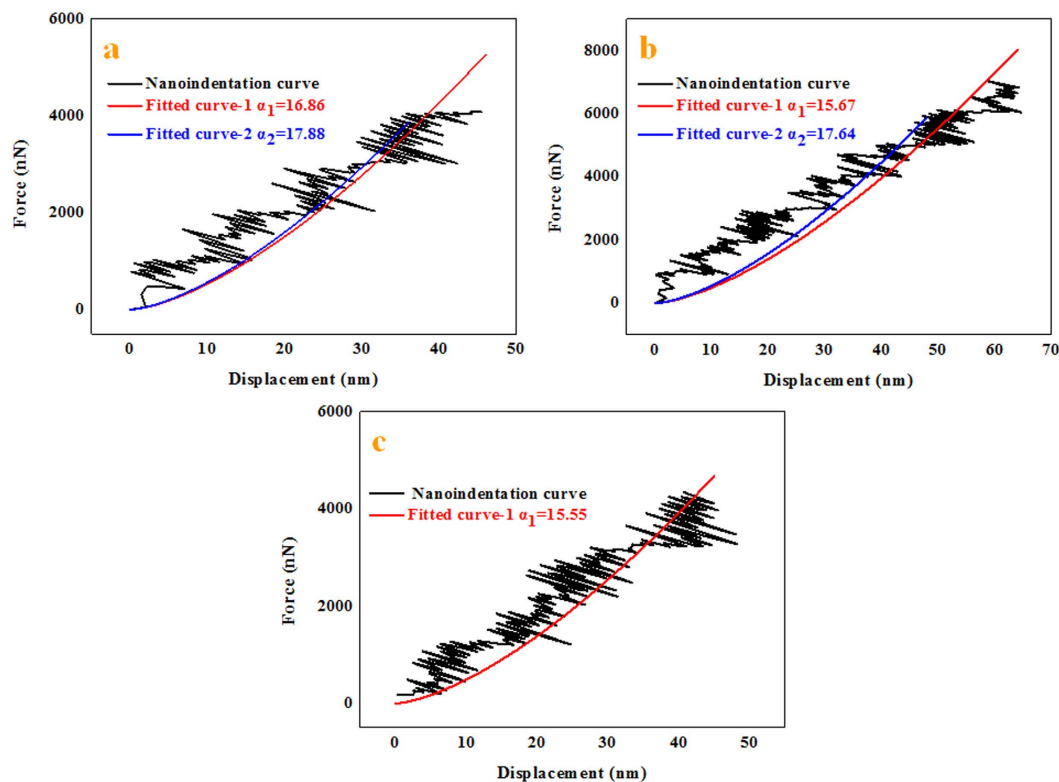 a
6000
4000
2000
0
Force (nN)
Nanoindentation curve
Fitted curve-1 α1=16.86
Fitted curve-2 α2=17.88
0 10 20 30 40 50
Displacement (nm)
b
8000
6000
4000
2000
0
Force (nN)
Nanoindentation curve
Fitted curve-1 α1=15.67
Fitted curve-2 α2=17.64
0 10 20 30 40 50 60 70
Displacement (nm)
c
6000
4000
2000
0
Force (nN)
Nanoindentation curve
Fitted curve-1 α1=15.55
0 10 20 30 40 50
Displacement (nm)